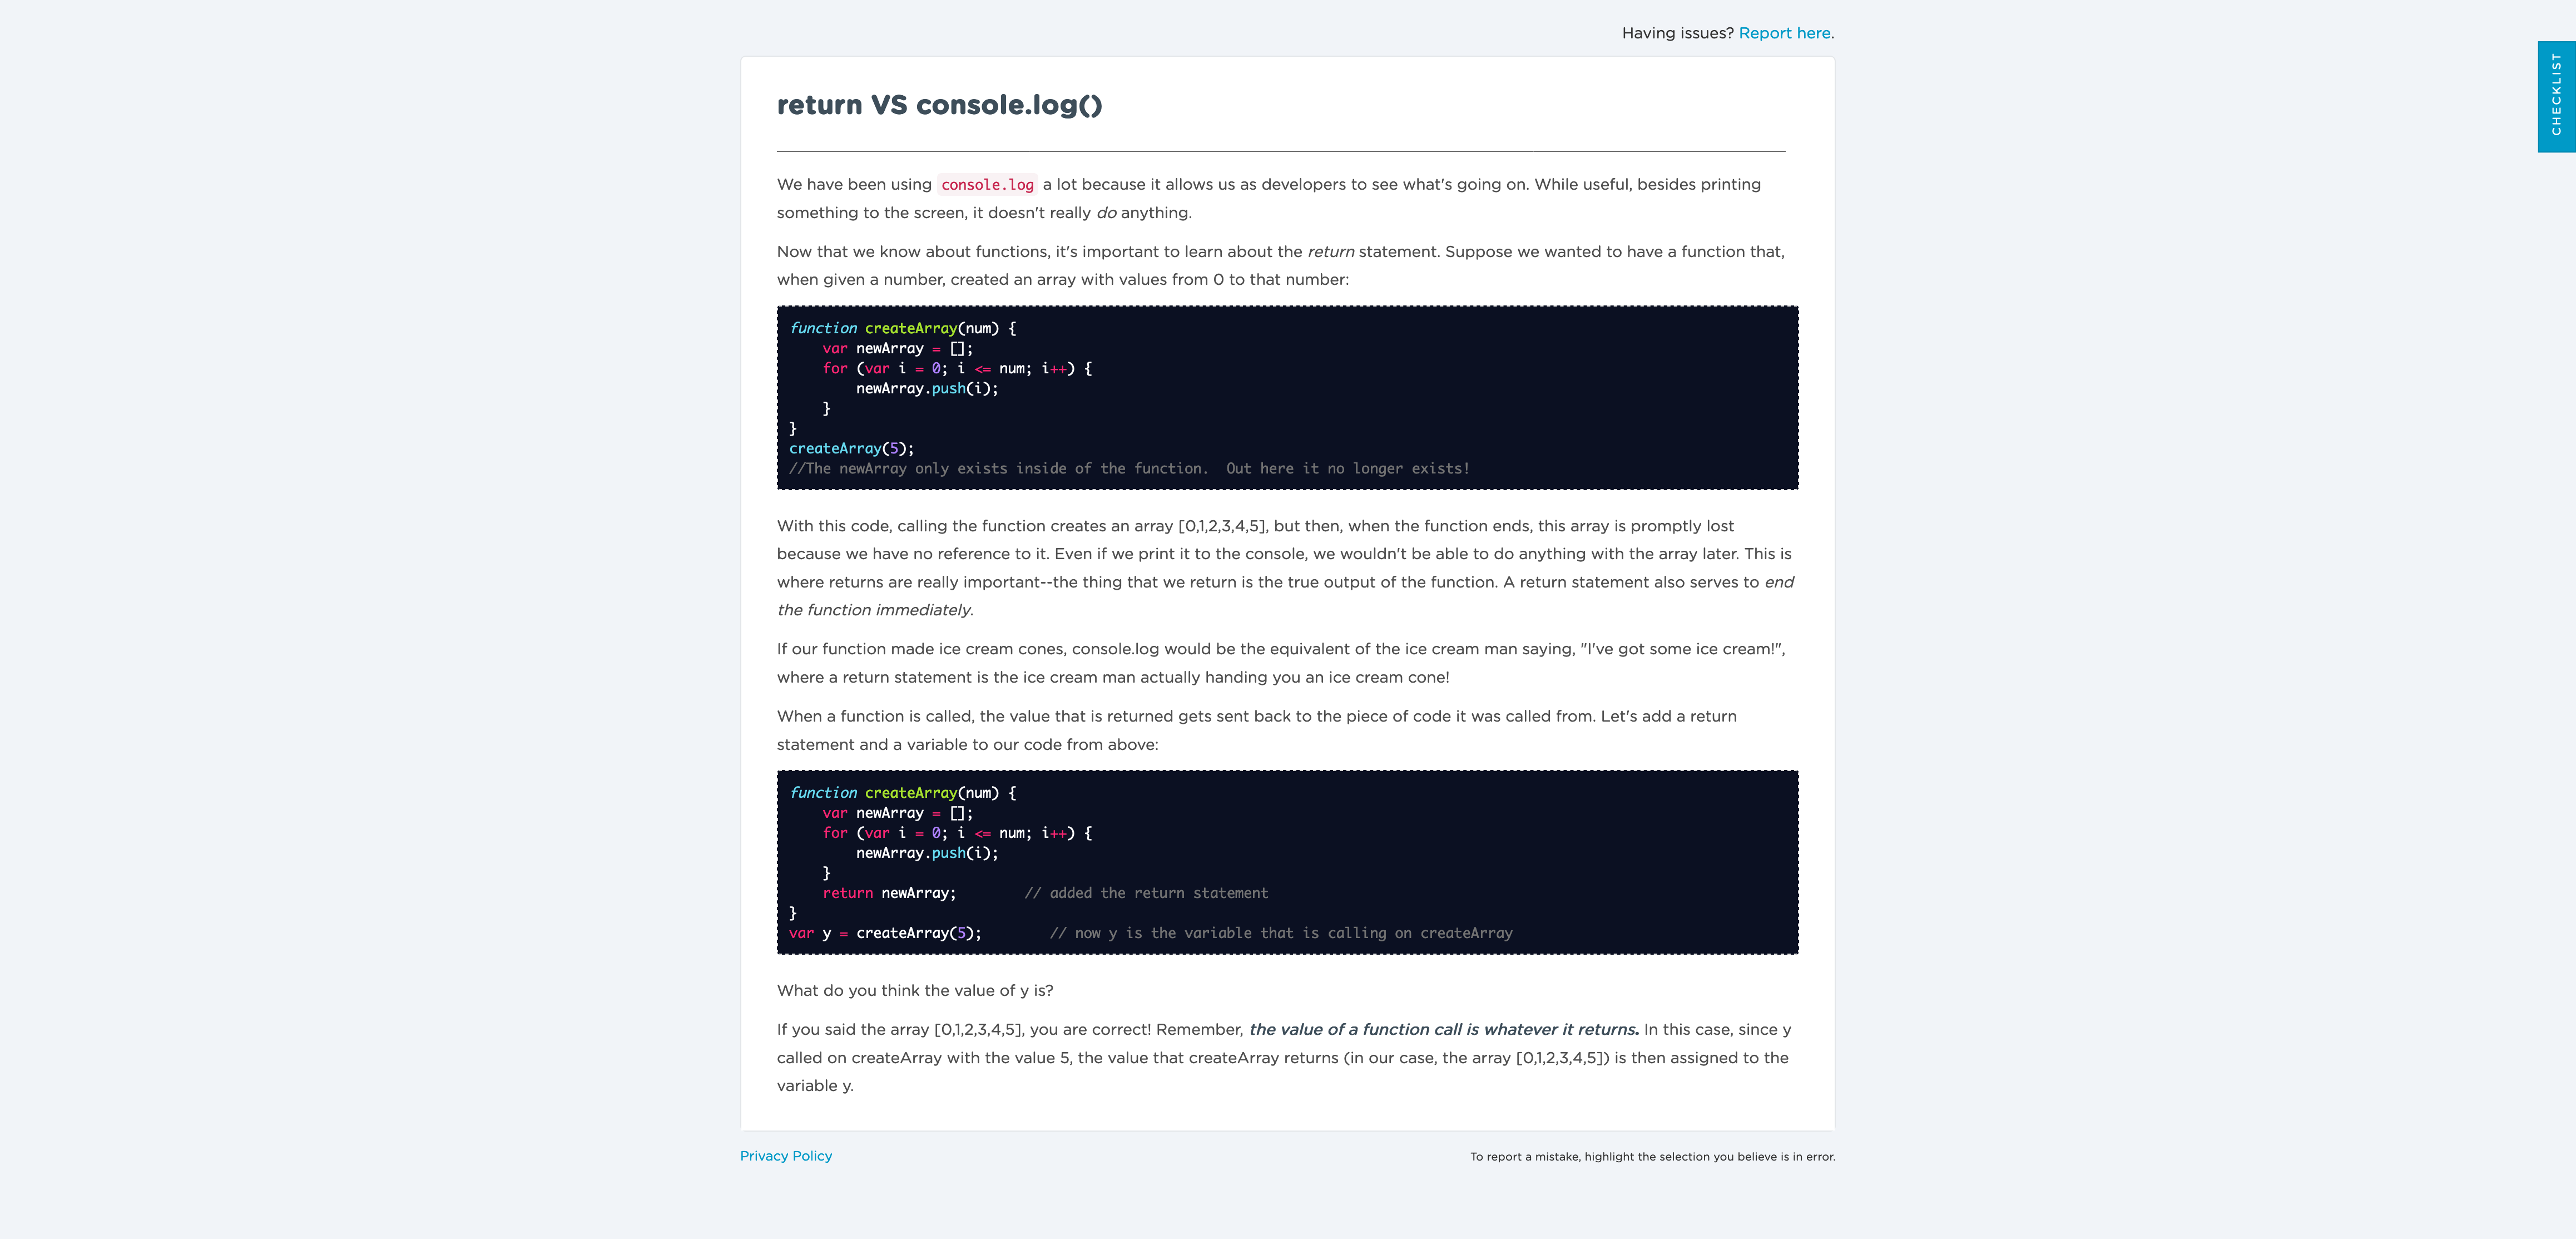 Having issues? Report here.
CHECKLIST
return VS console.log()
We have been using console.log a lot because it allows us as developers to see what's going on. While useful, besides printing
something to the screen, it doesn't really do anything.
Now that we know about functions, it's important to learn about the return statement. Suppose we wanted to have a function that,
when given a number, created an array with values from 0 to that number:
function createArray(num) {
    var newArray = [];
    for (var i = 0; i <= num; i++) {
        newArray.push(i);
    }
}
createArray(5);
//The newArray only exists inside of the function.  Out here it no longer exists!
With this code, calling the function creates an array [0,1,2,3,4,5], but then, when the function ends, this array is promptly lost
because we have no reference to it. Even if we print it to the console, we wouldn't be able to do anything with the array later. This is
where returns are really important--the thing that we return is the true output of the function. A return statement also serves to end
the function immediately.
If our function made ice cream cones, console.log would be the equivalent of the ice cream man saying, "I've got some ice cream!",
where a return statement is the ice cream man actually handing you an ice cream cone!
When a function is called, the value that is returned gets sent back to the piece of code it was called from. Let's add a return
statement and a variable to our code from above:
function createArray(num) {
    var newArray = [];
    for (var i = 0; i <= num; i++) {
        newArray.push(i);
    }
    return newArray;        // added the return statement
}
var y = createArray(5);        // now y is the variable that is calling on createArray
What do you think the value of y is?
If you said the array [0,1,2,3,4,5], you are correct! Remember, the value of a function call is whatever it returns. In this case, since y
called on createArray with the value 5, the value that createArray returns (in our case, the array [0,1,2,3,4,5]) is then assigned to the
variable y.
Privacy Policy
To report a mistake, highlight the selection you believe is in error.